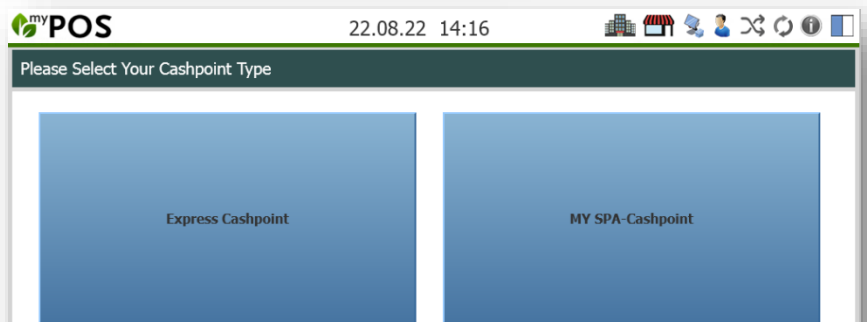 myPOS 22.08.22 14:16
Please Select Your Cashpoint Type
Express Cashpoint MY SPA-Cashpoint